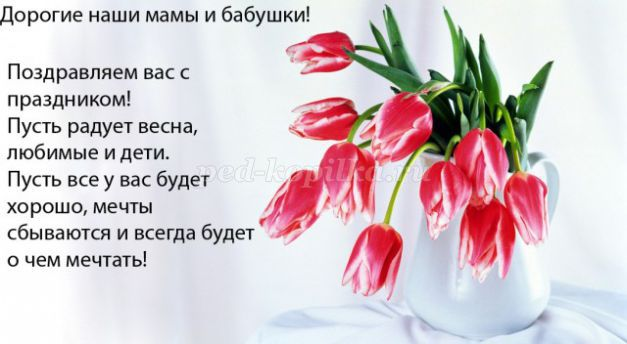 Дорогие наши мамы и бабушки!
Поздравляем вас с
праздником!
Пусть радует весна,
любимые и дети.
Пусть все у вас будет
хорошо, мечты
сбываются и всегда будет
о чем мечтать!
ped-kopilka.ru